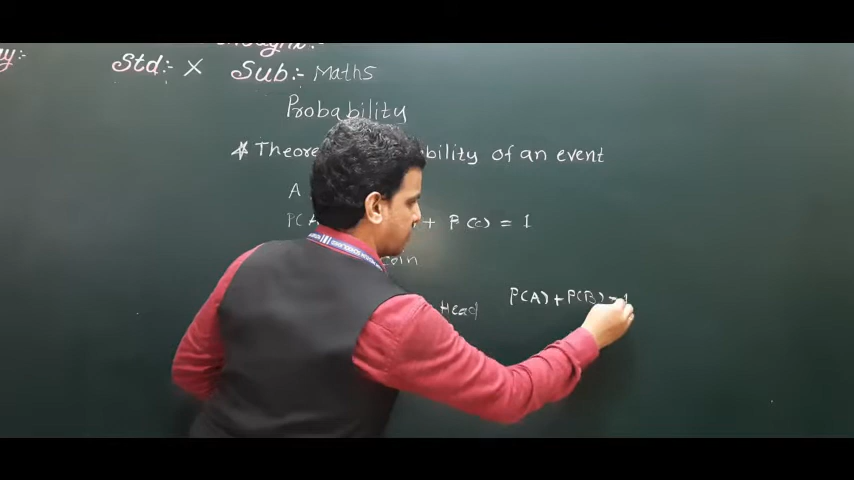 Std:- X Sub:- Maths
Probability
* Theore bility of an event
A
P(A + P(C) = 1
coin
Head P(A) + P(B) = 1